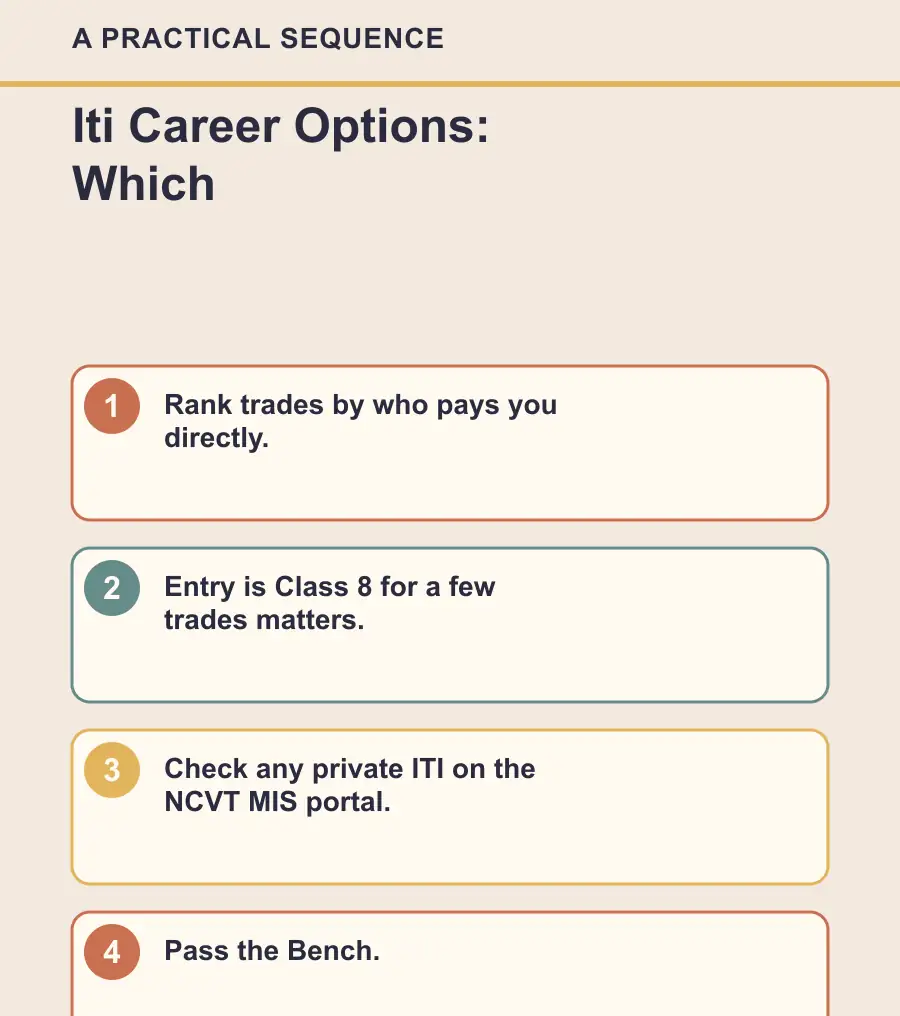 A PRACTICAL SEQUENCE
Iti Career Options:
Which
1
Rank trades by who pays you
directly.
2
Entry is Class 8 for a few
trades matters.
3
Check any private ITI on the
NCVT MIS portal.
4
Pass the Bench.